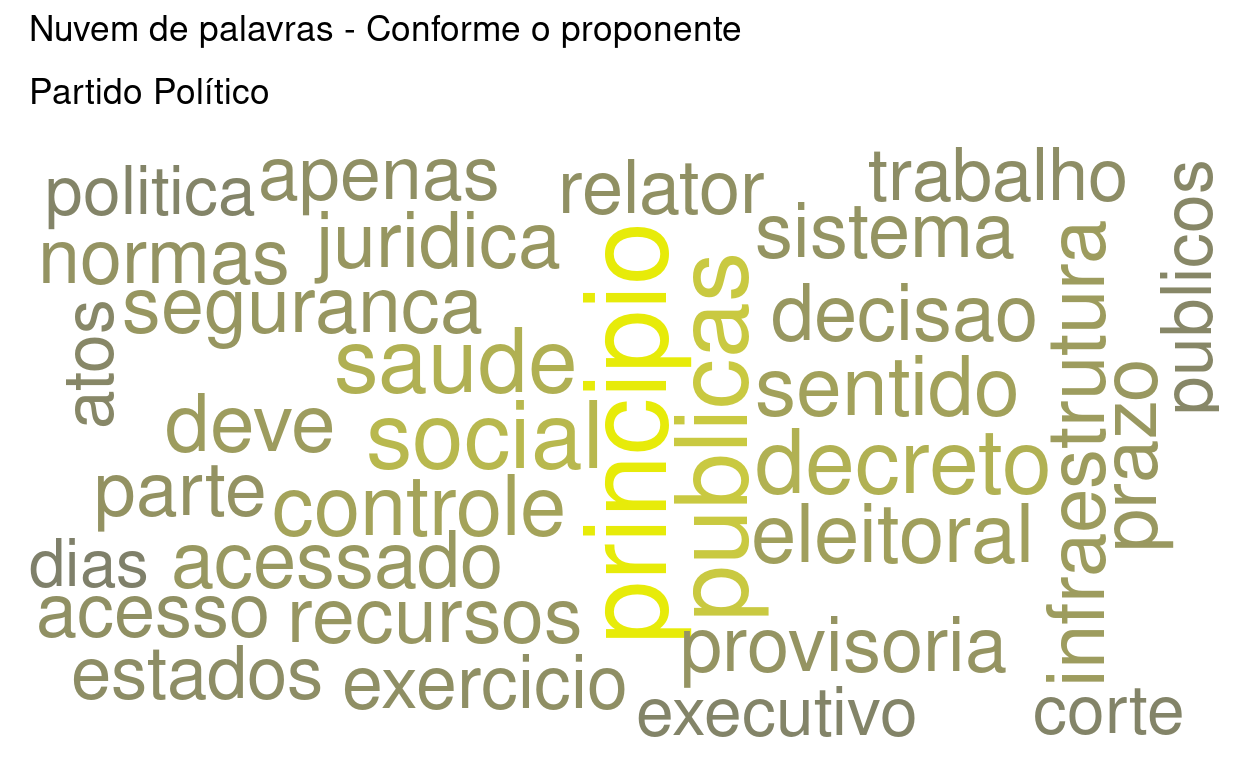 Nuvem de palavras - Conforme o proponente
Partido Político
politica
apenas
relator
trabalho
publicos
normas
juridica
sistema
atos
seguranca
principio
publicas
decisao
infraestrutura
saude
sentido
prazo
deve
social
decreto
parte
controle
eleitoral
dias
acessado
acesso
recursos
provisoria
estados
exercicio
executivo
corte